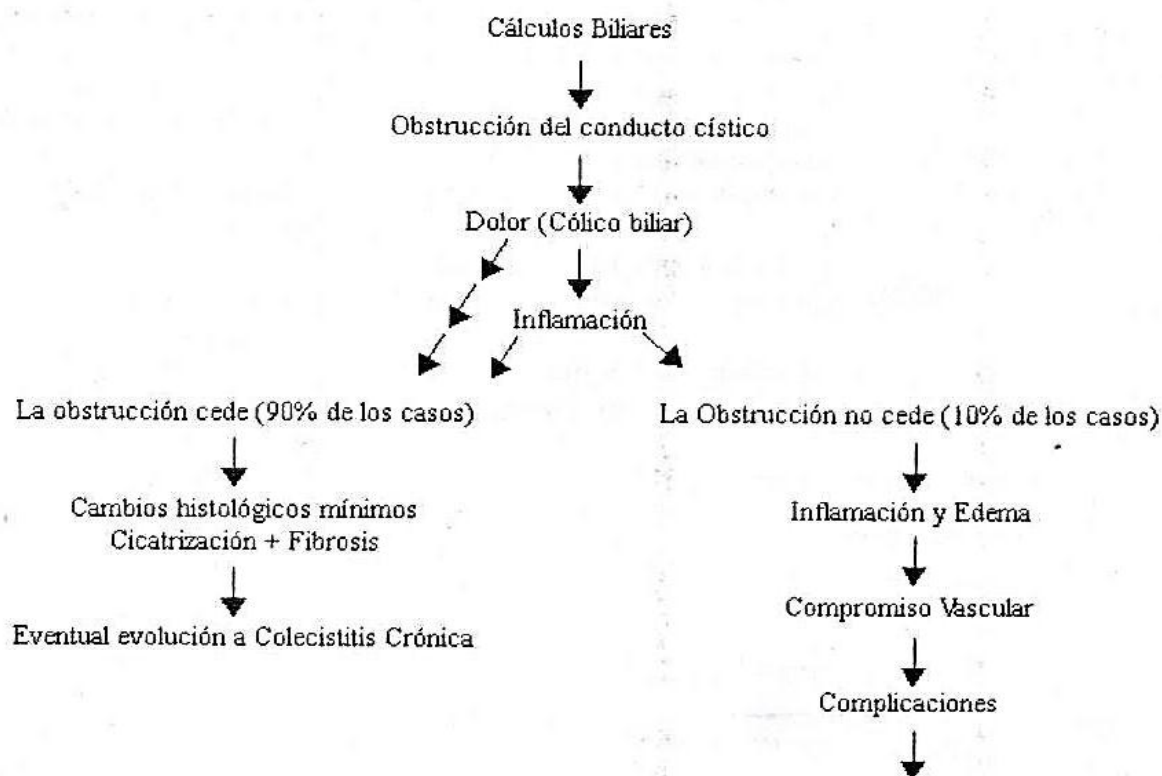 Cálculos Biliares
Obstrucción del conducto cístico
Dolor (Cólico biliar)
Inflamación
La obstrucción cede (90% de los casos)
La Obstrucción no cede (10% de los casos)
Cambios histológicos mínimos
Cicatrización + Fibrosis
Inflamación y Edema
Eventual evolución a Colecistitis Crónica
Compromiso Vascular
Complicaciones